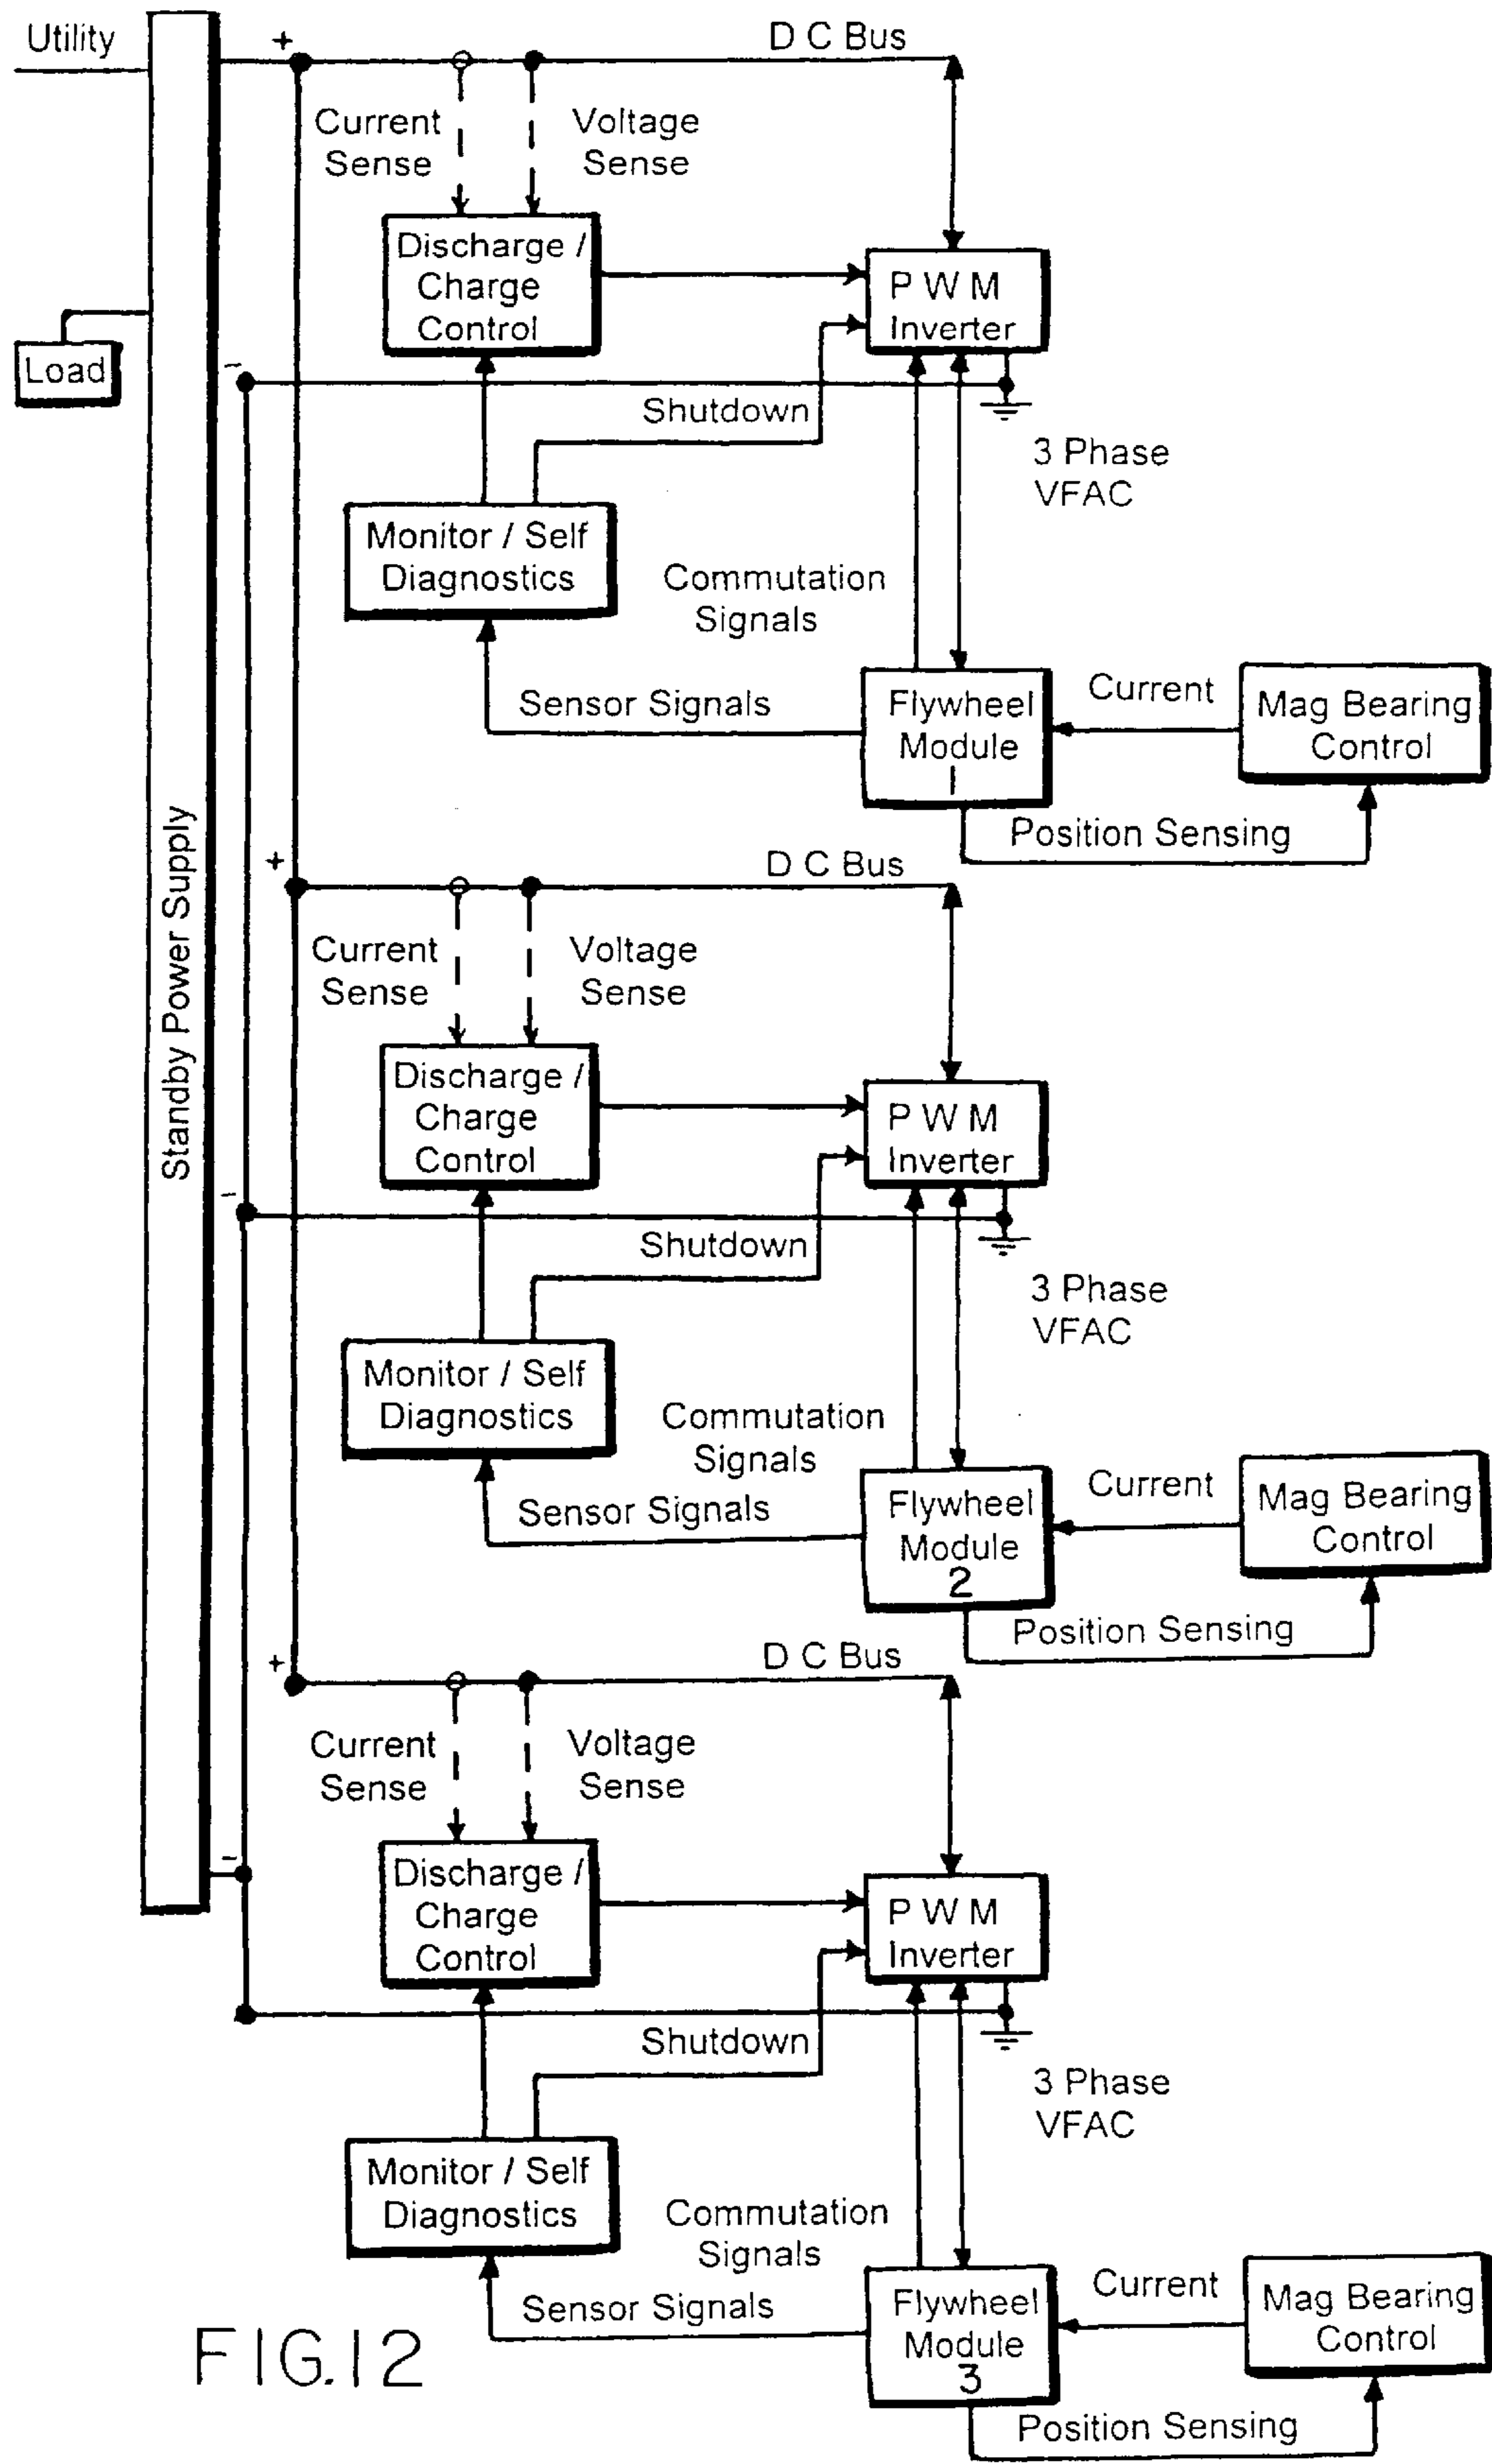 Utility
+
D C Bus
Current
Sense
Voltage
Sense
Discharge /
Charge
Control
P W M
Inverter
Load
-
Shutdown
3 Phase
VFAC
Monitor / Self
Diagnostics
Commutation
Signals
Sensor Signals
Flywheel
Module
1
Current
Mag Bearing
Control
Position Sensing
Standby Power Supply
+
D C Bus
Current
Sense
Voltage
Sense
Discharge /
Charge
Control
P W M
Inverter
-
Shutdown
3 Phase
VFAC
Monitor / Self
Diagnostics
Commutation
Signals
Sensor Signals
Flywheel
Module
2
Current
Mag Bearing
Control
Position Sensing
+
D C Bus
Current
Sense
Voltage
Sense
-
Discharge /
Charge
Control
P W M
Inverter
Shutdown
3 Phase
VFAC
Monitor / Self
Diagnostics
Commutation
Signals
Sensor Signals
Flywheel
Module
3
Current
Mag Bearing
Control
Position Sensing
FIG.12